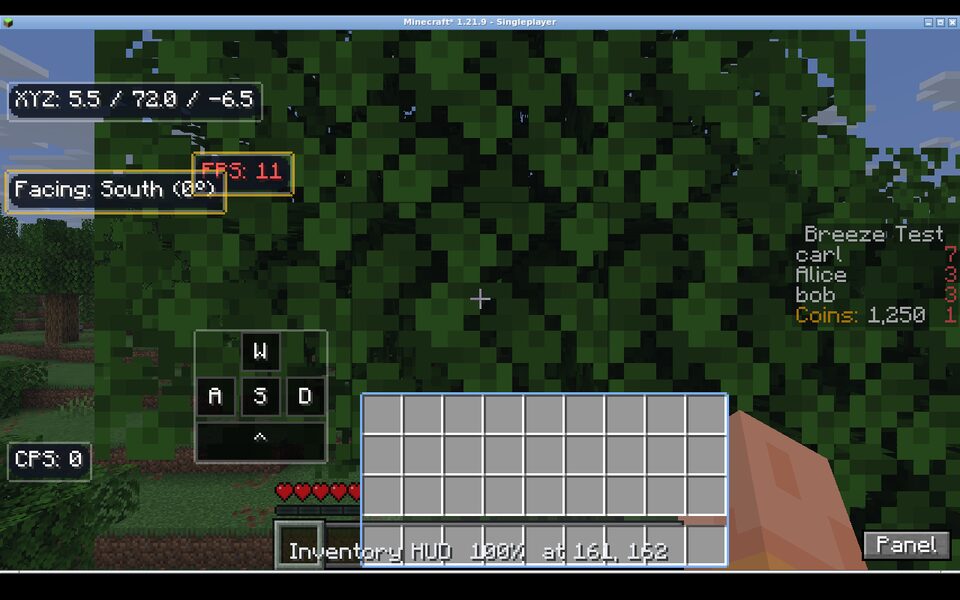 Minecraft* 1.21.9 - Singleplayer
XYZ: 5.5 / 72.0 / -6.5
FPS: 11
Facing: South (0°)
Breeze Test
carl 7
Alice 3
bob 3
Coins: 1,250 1
W
A S D
^
CPS: 0
Inventory HUD 100% at 161, 162
Panel